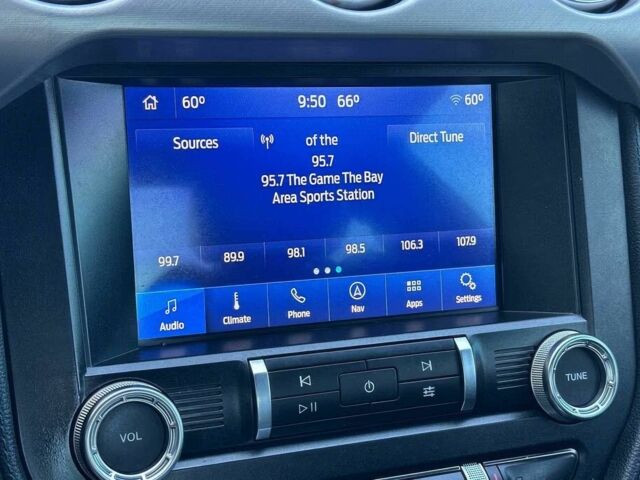 60° 9:50 66° 60°
Sources of the Direct Tune
95.7
95.7 The Game The Bay
Area Sports Station
99.7 89.9 98.1 98.5 106.3 107.9
Audio Climate Phone Nav Apps Settings
VOL TUNE